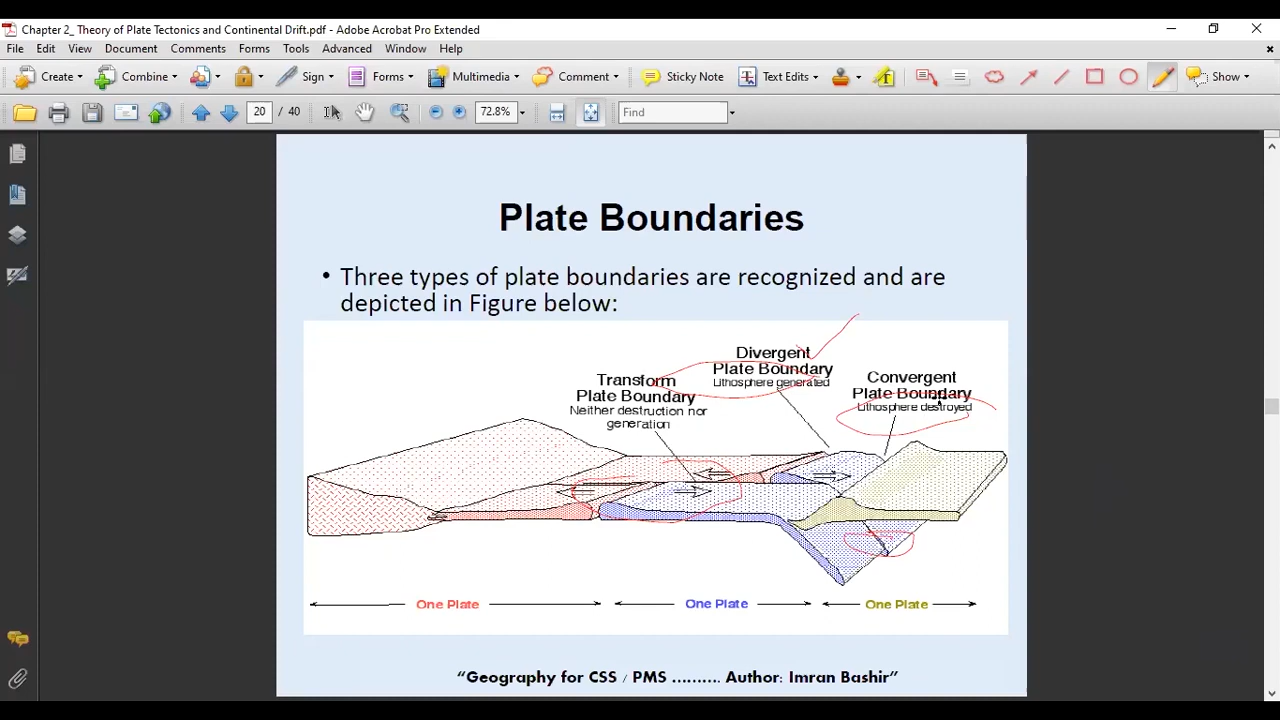 Chapter 2_ Theory of Plate Tectonics and Continental Drift.pdf - Adobe Acrobat Pro Extended
File Edit View Document Comments Forms Tools Advanced Window Help
Create Combine Sign Forms Multimedia Comment Sticky Note Text Edits Show
20 / 40 72.8% Find
Plate Boundaries
• Three types of plate boundaries are recognized and are
depicted in Figure below:
Divergent
Plate Boundary
Lithosphere generated
Convergent
Plate Boundary
Lithosphere destroyed
Transform
Plate Boundary
Neither destruction nor
generation
One Plate One Plate One Plate
“Geography for CSS / PMS ......... Author: Imran Bashir”